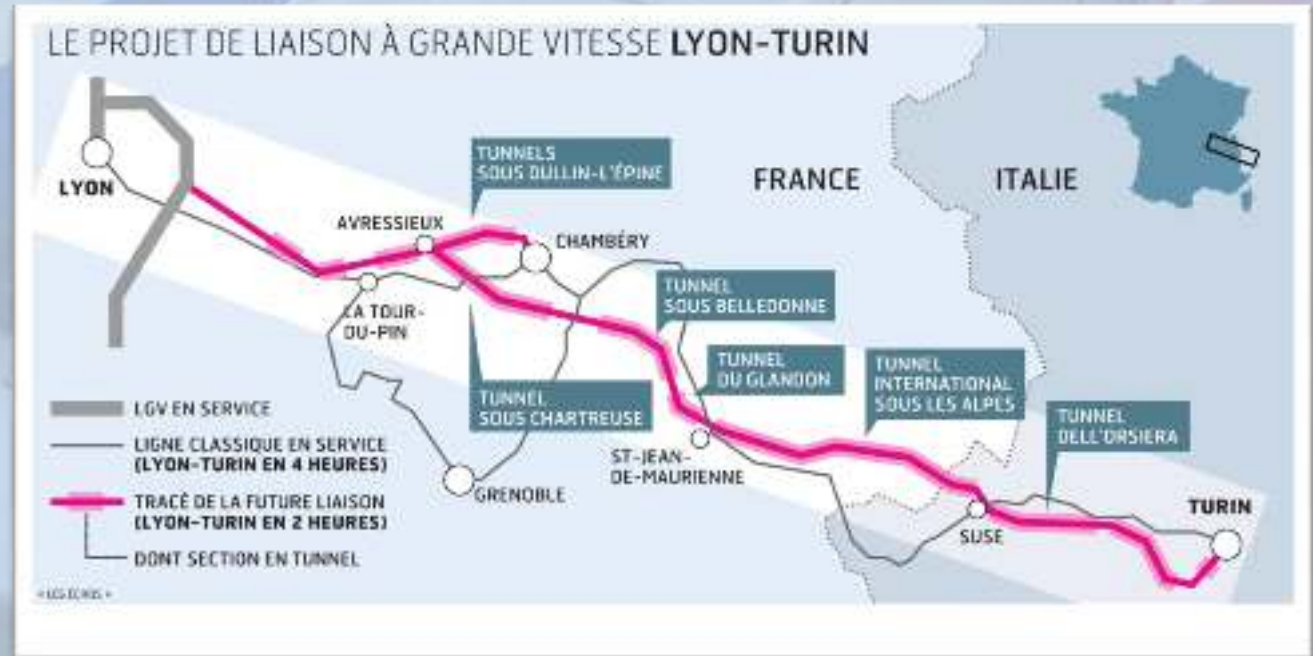 LE PROJET DE LIAISON À GRANDE VITESSE LYON-TURIN
TUNNELS
SOUS DULLIN-L'ÉPINE
FRANCE
ITALIE
LYON
AVRESSIEUX
CHAMBÉRY
LA TOUR-
DU-PIN
TUNNEL
SOUS BELLEDONNE
TUNNEL
DU GLANDON
TUNNEL
INTERNATIONAL
SOUS LES ALPES
TUNNEL
DELL'ORSIERA
TUNNEL
SOUS CHARTREUSE
ST-JEAN-
DE-MAURIENNE
GRENOBLE
SUSE
TURIN
LGV EN SERVICE
LIGNE CLASSIQUE EN SERVICE
(LYON-TURIN EN 4 HEURES)
TRACÉ DE LA FUTURE LIAISON
(LYON-TURIN EN 2 HEURES)
DONT SECTION EN TUNNEL
« LES ECHOS »